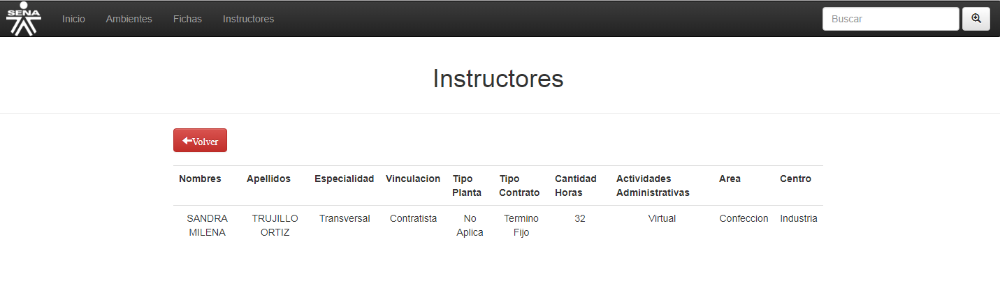 SENA
Inicio Ambientes Fichas Instructores Buscar
Instructores
Volver
Nombres Apellidos Especialidad Vinculacion Tipo Planta Tipo Contrato Cantidad Horas Actividades Administrativas Area Centro
SANDRA MILENA TRUJILLO ORTIZ Transversal Contratista No Aplica Termino Fijo 32 Virtual Confeccion Industria